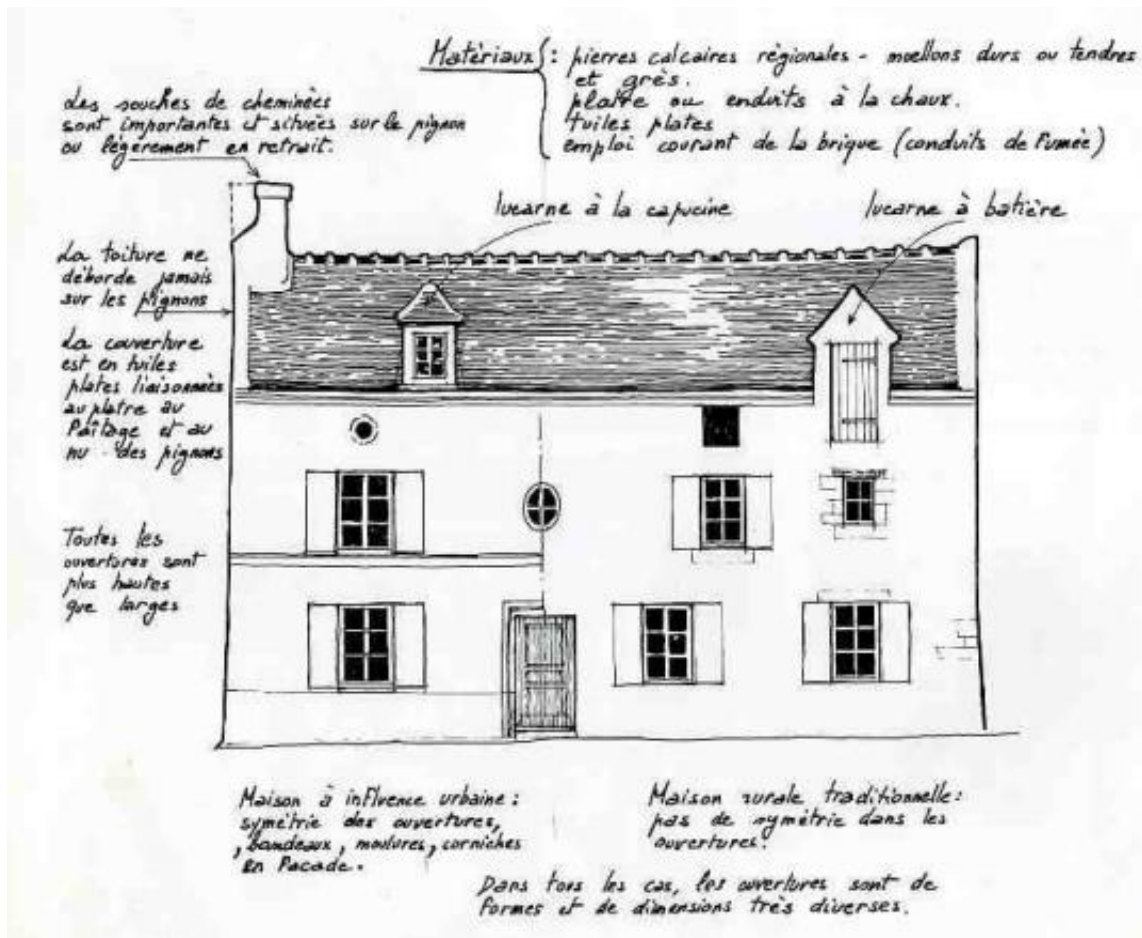 Matériaux : pierres calcaires régionales - moellons durs ou tendres
et grès.
platre ou enduits à la chaux.
tuiles plates
emploi courant de la brique (conduits de fumée)
Les souches de cheminées
sont importantes et situées sur le pignon
ou légèrement en retrait.
lucarne à la capucine
lucarne à batière
La toiture ne
déborde jamais
sur les pignons
La couverture
est en tuiles
plates liaisonnées
au platre au
faîtage et au
nu des pignons
Toutes les
ouvertures sont
plus hautes
que larges
Maison à influence urbaine :
symétrie des ouvertures,
, bandeaux, moulures, corniches
en facade.
Maison rurale traditionnelle :
pas de symétrie dans les
ouvertures.
Dans tous les cas, les ouvertures sont de
formes et de dimensions très diverses.